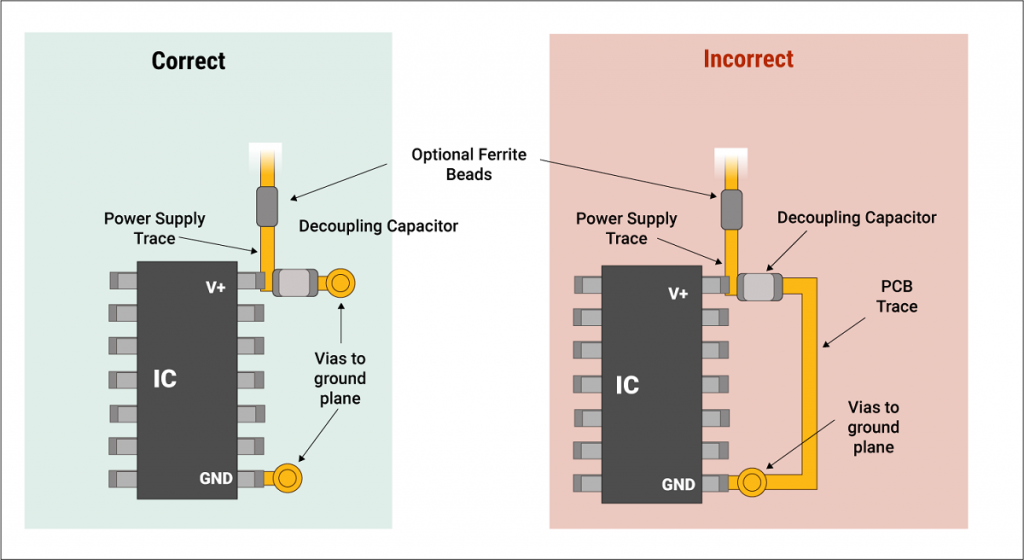 Correct
Incorrect
Optional Ferrite
Beads
Power Supply
Trace
Decoupling Capacitor
V+
IC
Vias to
ground
plane
GND
Power Supply
Trace
Decoupling Capacitor
V+
PCB
Trace
IC
Vias to
ground
plane
GND